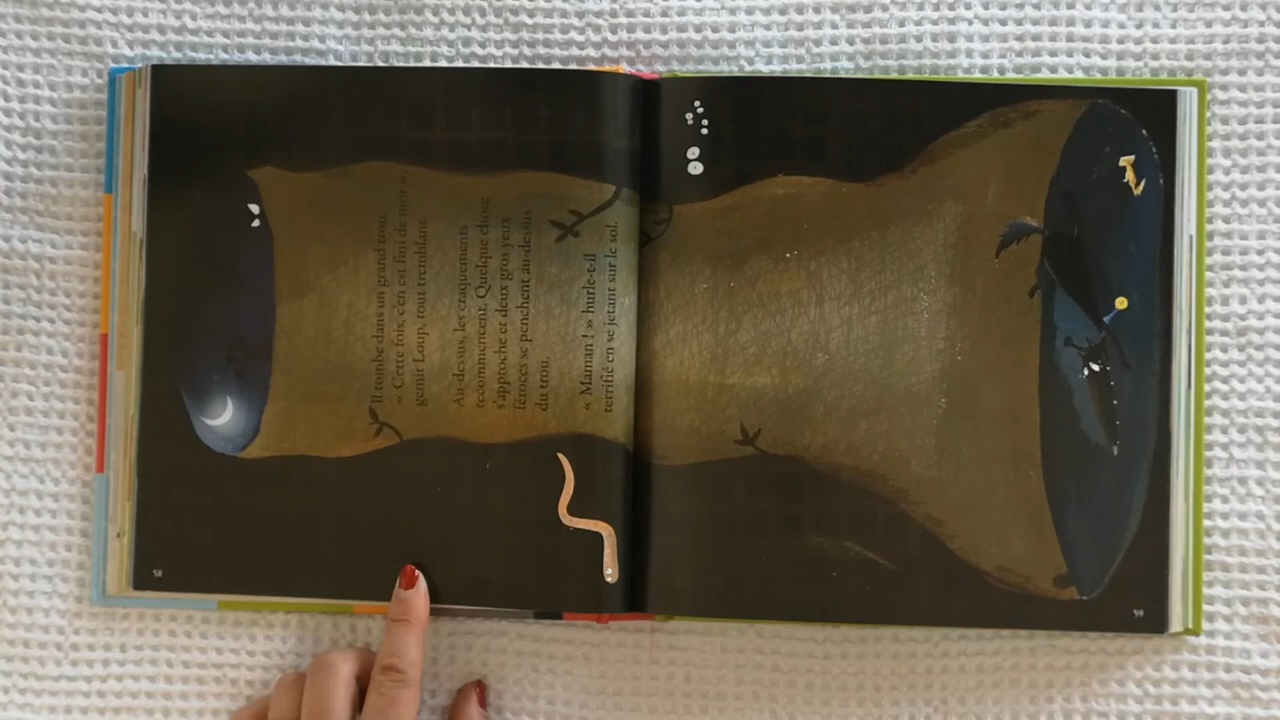 Il tombe dans un grand trou.
« Cette fois, c'en est fini de moi »,
gémit Loup, tout tremblant.
Au-dessus, les craquements
recommencent. Quelque chose
s'approche et deux gros yeux
féroces se penchent au-dessus
du trou.
« Maman ! » hurle-t-il
terrifié en se jetant sur le sol.
58
59